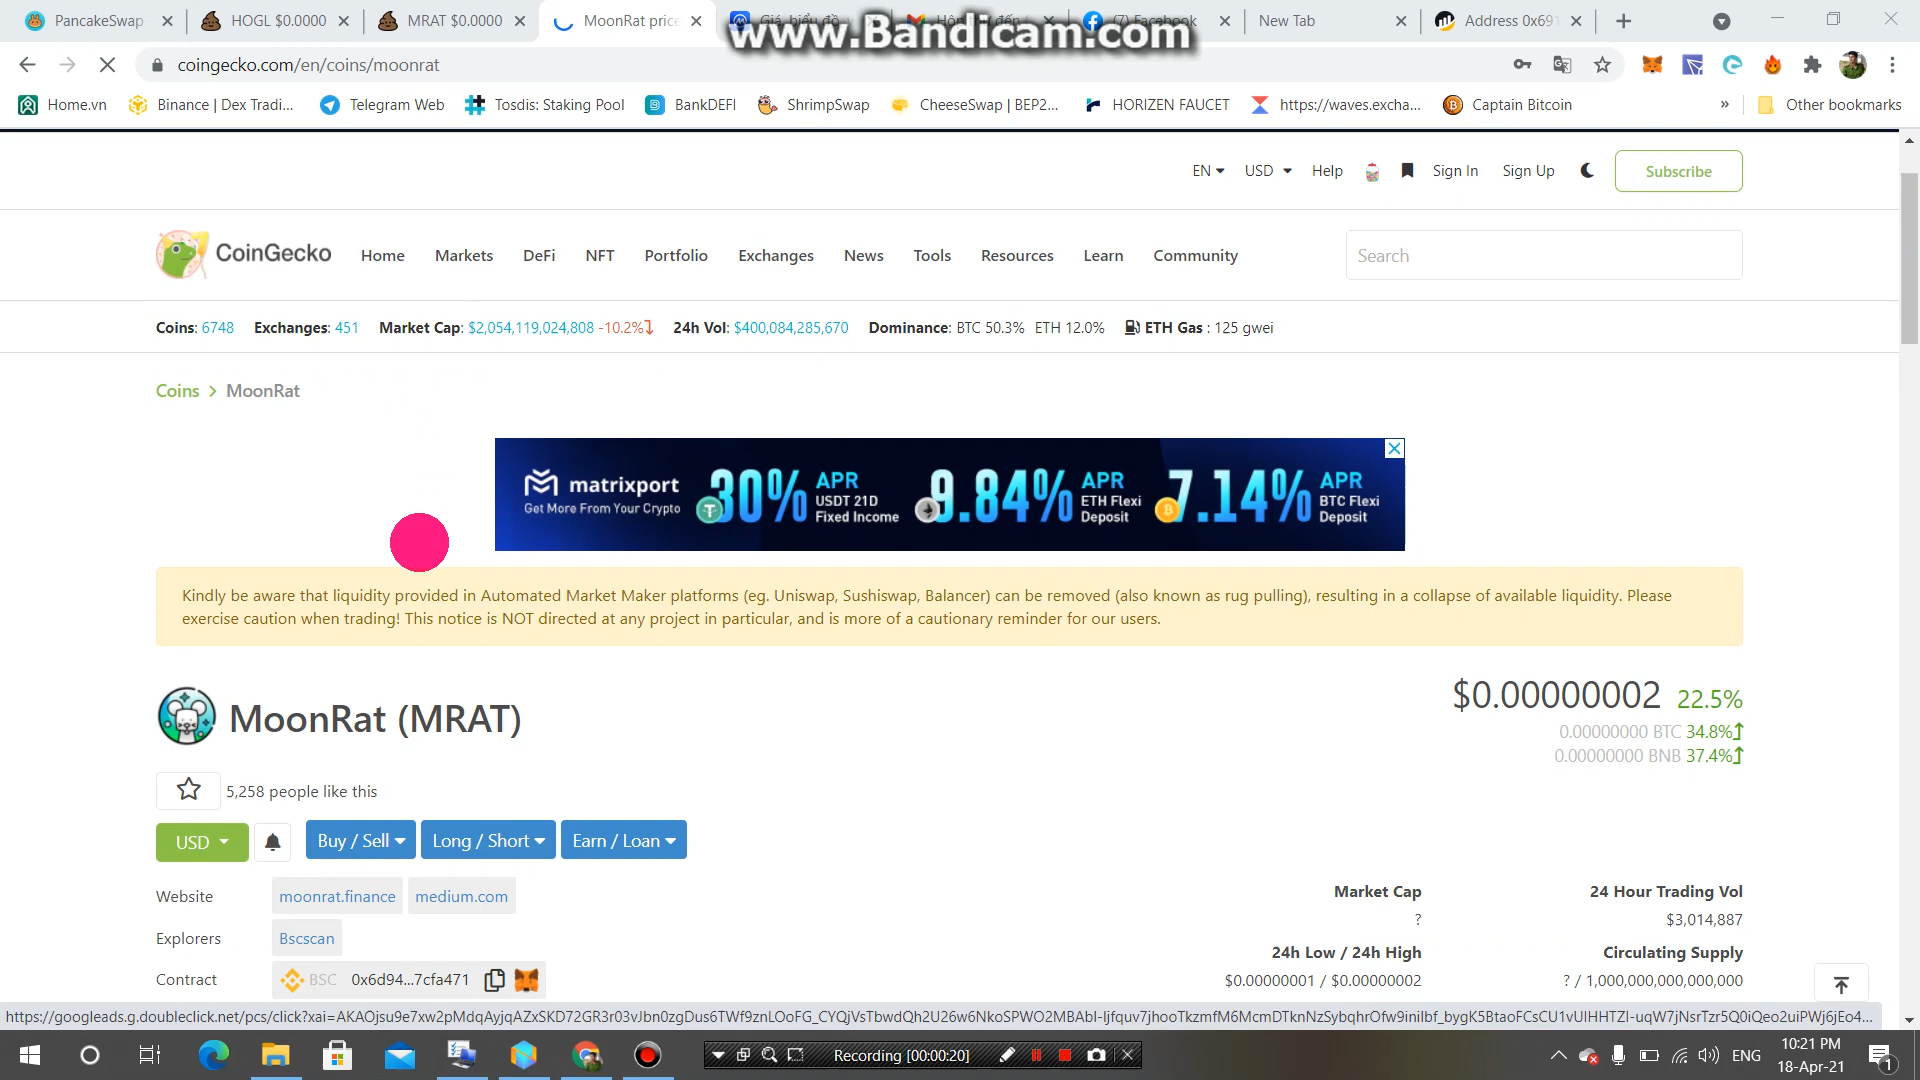 PancakeSwap
HOGL $0.0000
MRAT $0.0000
MoonRat price
Giá, biểu đồ
Hộp thư đến
(7) Facebook
New Tab
Address 0x691
www.Bandicam.com
coingecko.com/en/coins/moonrat
Home.vn
Binance | Dex Tradi...
Telegram Web
Tosdis: Staking Pool
BankDEFI
ShrimpSwap
CheeseSwap | BEP2...
HORIZEN FAUCET
https://waves.excha...
Captain Bitcoin
»
Other bookmarks
EN
USD
Help
Sign In
Sign Up
Subscribe
CoinGecko
Home
Markets
DeFi
NFT
Portfolio
Exchanges
News
Tools
Resources
Learn
Community
Search
Coins: 6748
Exchanges: 451
Market Cap: $2,054,119,024,808 -10.2%
24h Vol: $400,084,285,670
Dominance: BTC 50.3% ETH 12.0%
ETH Gas : 125 gwei
Coins > MoonRat
matrixport
Get More From Your Crypto
30% APR
USDT 21D
Fixed Income
9.84% APR
ETH Flexi
Deposit
7.14% APR
BTC Flexi
Deposit
Kindly be aware that liquidity provided in Automated Market Maker platforms (eg. Uniswap, Sushiswap, Balancer) can be removed (also known as rug pulling), resulting in a collapse of available liquidity. Please
exercise caution when trading! This notice is NOT directed at any project in particular, and is more of a cautionary reminder for our users.
MoonRat (MRAT)
$0.00000002 22.5%
0.00000000 BTC 34.8%
0.00000000 BNB 37.4%
5,258 people like this
USD
Buy / Sell
Long / Short
Earn / Loan
Website
moonrat.finance
medium.com
Explorers
Bscscan
Contract
BSC 0x6d94...7cfa471
Market Cap
?
24 Hour Trading Vol
$3,014,887
24h Low / 24h High
$0.00000001 / $0.00000002
Circulating Supply
? / 1,000,000,000,000,000
Recording [00:00:20]
ENG
10:21 PM
18-Apr-21
1